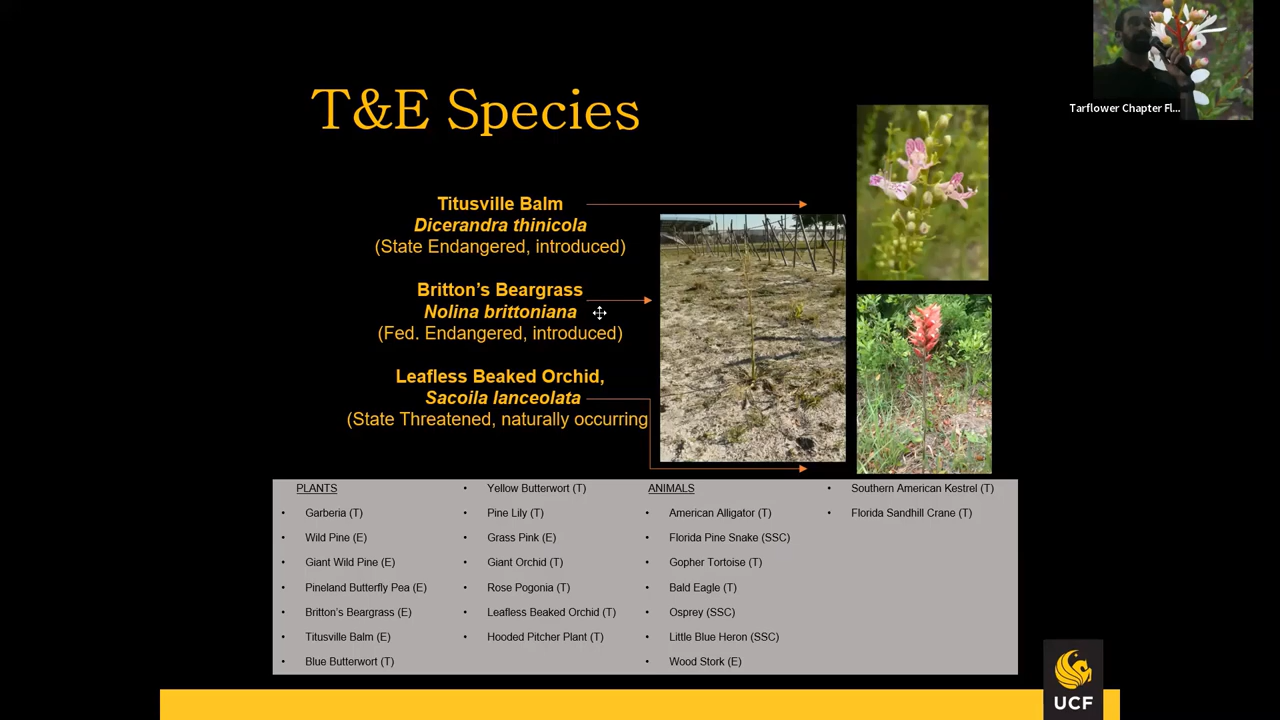 T&E Species
Tarflower Chapter Fl...
Titusville Balm
Dicerandra thinicola
(State Endangered, introduced)
Britton's Beargrass
Nolina brittoniana
(Fed. Endangered, introduced)
Leafless Beaked Orchid,
Sacoila lanceolata
(State Threatened, naturally occurring
PLANTS
• Garberia (T)
• Wild Pine (E)
• Giant Wild Pine (E)
• Pineland Butterfly Pea (E)
• Britton's Beargrass (E)
• Titusville Balm (E)
• Blue Butterwort (T)
• Yellow Butterwort (T)
• Pine Lily (T)
• Grass Pink (E)
• Giant Orchid (T)
• Rose Pogonia (T)
• Leafless Beaked Orchid (T)
• Hooded Pitcher Plant (T)
ANIMALS
• American Alligator (T)
• Florida Pine Snake (SSC)
• Gopher Tortoise (T)
• Bald Eagle (T)
• Osprey (SSC)
• Little Blue Heron (SSC)
• Wood Stork (E)
• Southern American Kestrel (T)
• Florida Sandhill Crane (T)
UCF